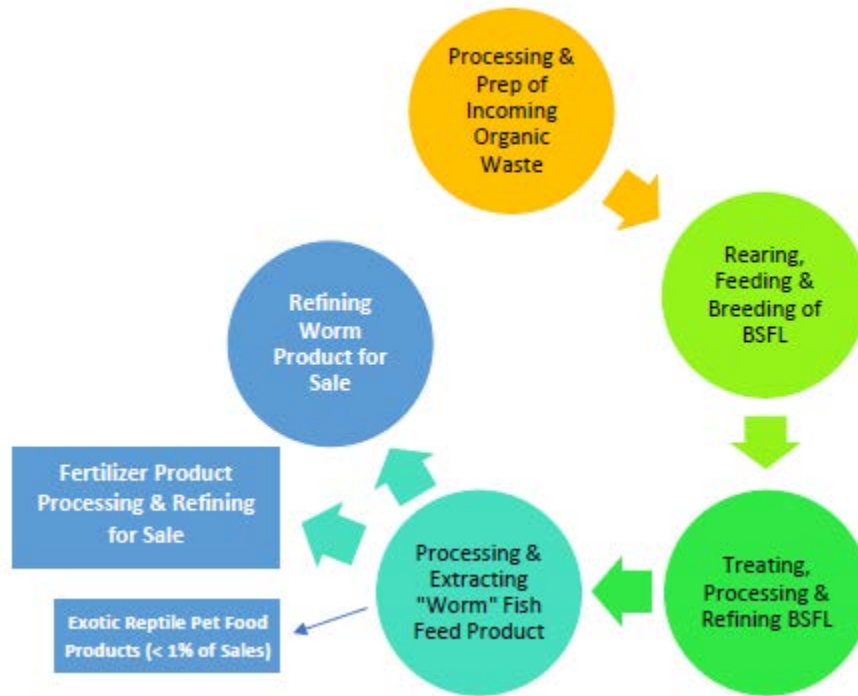 Processing &
Prep of
Incoming
Organic
Waste
Rearing,
Feeding &
Breeding of
BSFL
Treating,
Processing &
Refining BSFL
Processing &
Extracting
"Worm" Fish
Feed Product
Refining
Worm
Product for
Sale
Fertilizer Product
Processing & Refining
for Sale
Exotic Reptile Pet Food
Products (< 1% of Sales)